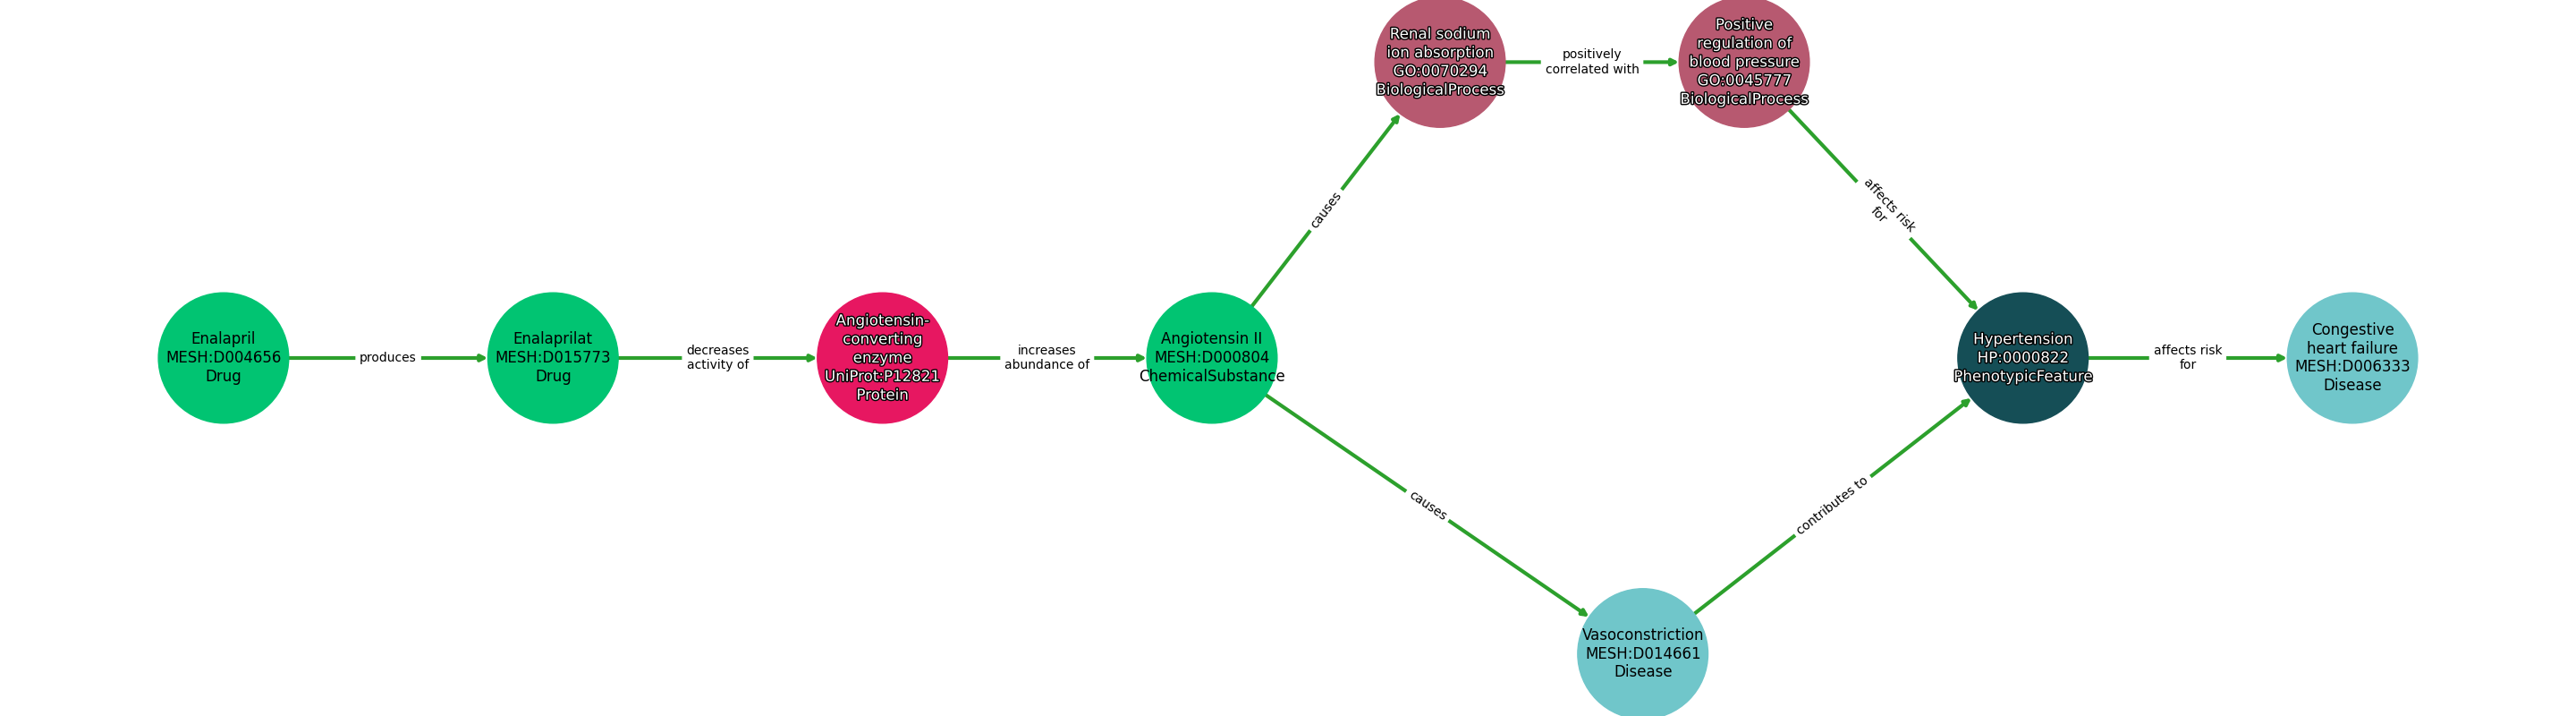 Enalapril
MESH:D004656
Drug
produces
Enalaprilat
MESH:D015773
Drug
decreases
activity of
Angiotensin-
converting
enzyme
UniProt:P12821
Protein
increases
abundance of
Angiotensin II
MESH:D000804
ChemicalSubstance
causes
Renal sodium
ion absorption
GO:0070294
BiologicalProcess
positively
correlated with
Positive
regulation of
blood pressure
GO:0045777
BiologicalProcess
affects risk
for
causes
Vasoconstriction
MESH:D014661
Disease
contributes to
Hypertension
HP:0000822
PhenotypicFeature
affects risk
for
Congestive
heart failure
MESH:D006333
Disease